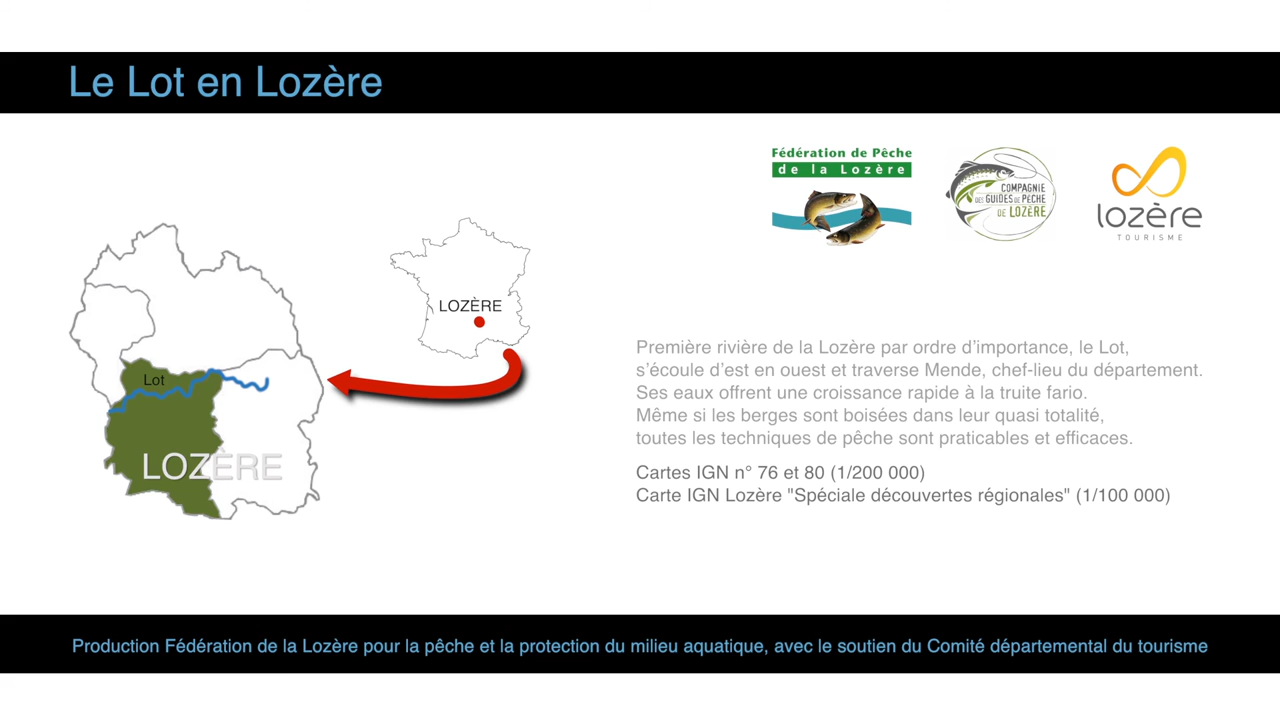 Le Lot en Lozère
Fédération de Pêche
de la Lozère
COMPAGNIE
DES GUIDES DE PÊCHE
DE LOZÈRE
lozère
TOURISME
LOZÈRE
Lot
LOZÈRE
Première rivière de la Lozère par ordre d’importance, le Lot,
s’écoule d’est en ouest et traverse Mende, chef-lieu du département.
Ses eaux offrent une croissance rapide à la truite fario.
Même si les berges sont boisées dans leur quasi totalité,
toutes les techniques de pêche sont praticables et efficaces.
Cartes IGN n° 76 et 80 (1/200 000)
Carte IGN Lozère "Spéciale découvertes régionales" (1/100 000)
Production Fédération de la Lozère pour la pêche et la protection du milieu aquatique, avec le soutien du Comité départemental du tourisme